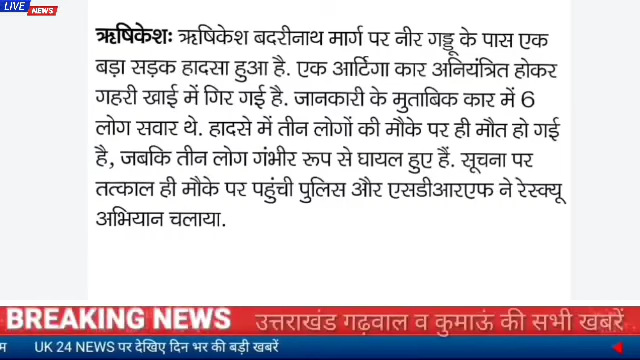 LIVE
NEWS
ऋषिकेशः ऋषिकेश बदरीनाथ मार्ग पर नीर गड्डू के पास एक
बड़ा सड़क हादसा हुआ है. एक आर्टिगा कार अनियंत्रित होकर
गहरी खाई में गिर गई है. जानकारी के मुताबिक कार में 6
लोग सवार थे. हादसे में तीन लोगों की मौके पर ही मौत हो गई
है, जबकि तीन लोग गंभीर रूप से घायल हुए हैं. सूचना पर
तत्काल ही मौके पर पहुंची पुलिस और एसडीआरएफ ने रेस्क्यू
अभियान चलाया.
BREAKING NEWS उत्तराखंड गढ़वाल व कुमाऊं की सभी खबरें
म UK 24 NEWS पर देखिए दिन भर की बड़ी खबरें